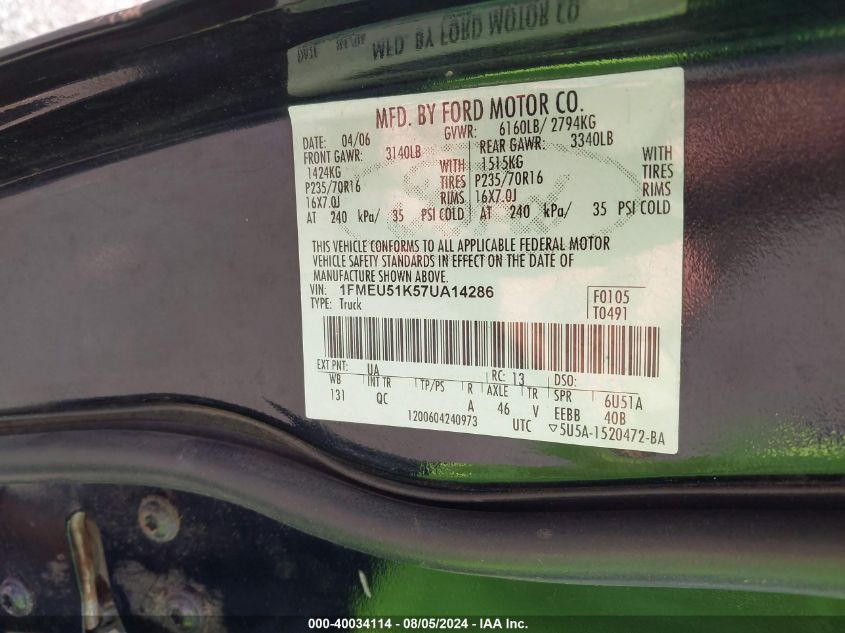 MFD. BY FORD MOTOR CO
MFD. BY FORD MOTOR CO.
DATE: 04/06 GVWR: 6160LB/ 2794KG
FRONT GAWR: 3140LB REAR GAWR: 3340LB
1424KG WITH 1515KG WITH
P235/70R16 TIRES P235/70R16 TIRES
16X7.0J RIMS 16X7.0J RIMS
AT 240 kPa/ 35 PSI COLD AT 240 kPa/ 35 PSI COLD
THIS VEHICLE CONFORMS TO ALL APPLICABLE FEDERAL MOTOR
VEHICLE SAFETY STANDARDS IN EFFECT ON THE DATE OF
MANUFACTURE SHOWN ABOVE.
VIN: 1FMEU51K57UA14286
TYPE: Truck
F0105
T0491
EXT PNT: UA RC: 13 DSO:
WB INT TR TP/PS R AXLE TR SPR 6U51A
131 QC A 46 V EEBB 40B
1200604240973 UTC ▽5U5A-1520472-BA
000-40034114 - 08/05/2024 - IAA Inc.